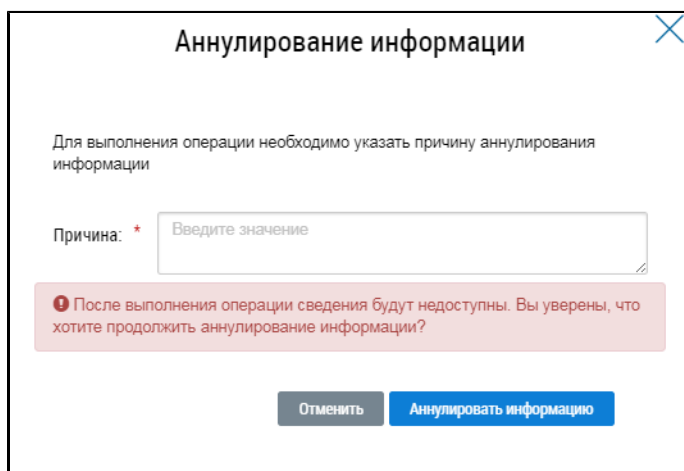 Аннулирование информации
Для выполнения операции необходимо указать причину аннулирования
информации
Причина: * Введите значение
После выполнения операции сведения будут недоступны. Вы уверены, что
хотите продолжить аннулирование информации?
Отменить Аннулировать информацию